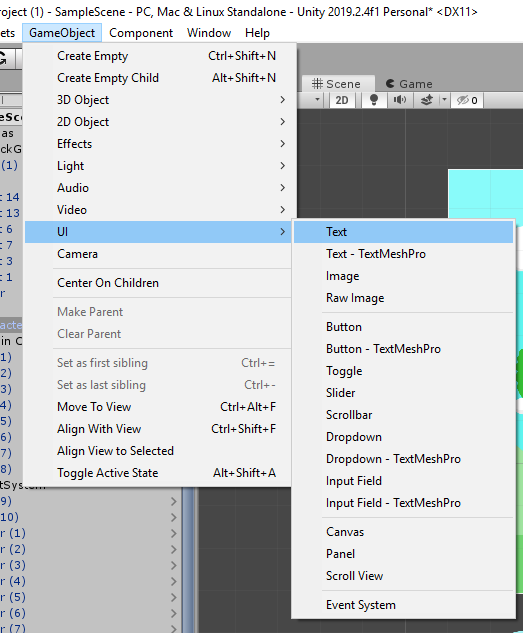 roject (1) - SampleScene - PC, Mac & Linux Standalone - Unity 2019.2.4f1 Personal* <DX11>
ets GameObject Component Window Help
Create Empty Ctrl+Shift+N
Create Empty Child Alt+Shift+N
3D Object
2D Object
Effects
Light
Audio
Video
UI
Camera
Center On Children
Make Parent
Clear Parent
Set as first sibling Ctrl+=
Set as last sibling Ctrl+-
Move To View Ctrl+Alt+F
Align With View Ctrl+Shift+F
Align View to Selected
Toggle Active State Alt+Shift+A
Scene Game
2D 0
Text
Text - TextMeshPro
Image
Raw Image
Button
Button - TextMeshPro
Toggle
Slider
Scrollbar
Dropdown
Dropdown - TextMeshPro
Input Field
Input Field - TextMeshPro
Canvas
Panel
Scroll View
Event System
eSce
as
ckG
(1)
t 14
t 13
t 6
t 7
t 3
t 1
r
acte
in C
1)
2)
3)
4)
5)
6)
7)
8)
tSystem
9)
10)
r (1)
r (2)
r (3)
r (4)
r (5)
r (6)
r (7)